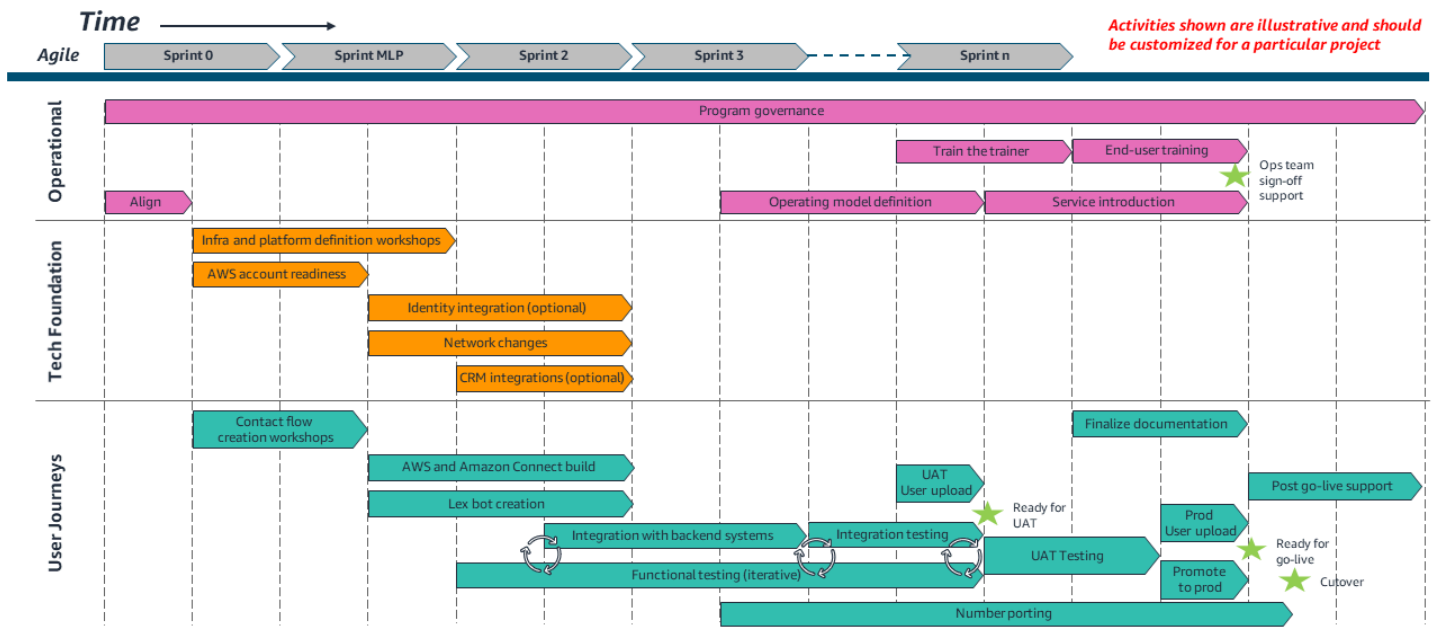 Time
Activities shown are illustrative and should
be customized for a particular project
Agile
Sprint 0
Sprint MLP
Sprint 2
Sprint 3
Sprint n
Operational
Program governance
Train the trainer
End-user training
Ops team
sign-off
support
Align
Operating model definition
Service introduction
Tech Foundation
Infra and platform definition workshops
AWS account readiness
Identity integration (optional)
Network changes
CRM integrations (optional)
User Journeys
Contact flow
creation workshops
Finalize documentation
AWS and Amazon Connect build
UAT
User upload
Post go-live support
Lex bot creation
Ready for
UAT
Prod
User upload
Integration with backend systems
Integration testing
UAT Testing
Ready for
go-live
Functional testing (iterative)
Promote
to prod
Cutover
Number porting